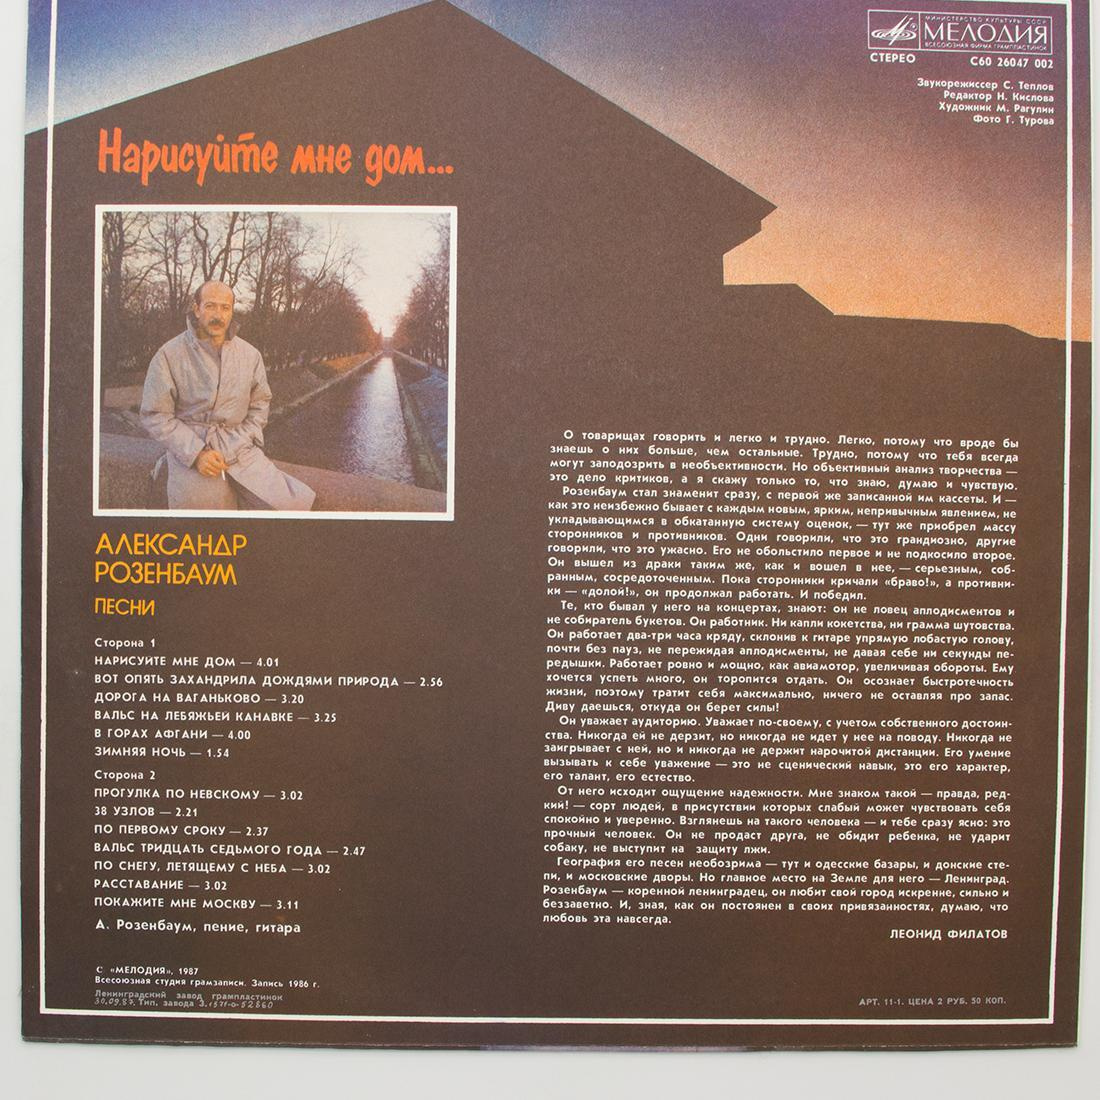 МИНИСТЕРСТВО КУЛЬТУРЫ СССР
МЕЛОДИЯ
ВСЕСОЮЗНАЯ ФИРМА ГРАМПЛАСТИНОК
СТЕРЕО С60 26047 002
Звукорежиссер С. Теплов
Редактор Н. Кислова
Художник М. Рагулин
Фото Г. Турова
Нарисуйте мне дом...
АЛЕКСАНДР
РОЗЕНБАУМ
ПЕСНИ
Сторона 1
НАРИСУЙТЕ МНЕ ДОМ — 4.01
ВОТ ОПЯТЬ ЗАХАНДРИЛА ДОЖДЯМИ ПРИРОДА — 2.56
ДОРОГА НА ВАГАНЬКОВО — 3.20
ВАЛЬС НА ЛЕБЯЖЬЕЙ КАНАВКЕ — 3.25
В ГОРАХ АФГАНИ — 4.00
ЗИМНЯЯ НОЧЬ — 1.54
Сторона 2
ПРОГУЛКА ПО НЕВСКОМУ — 3.02
38 УЗЛОВ — 2.21
ПО ПЕРВОМУ СРОКУ — 2.37
ВАЛЬС ТРИДЦАТЬ СЕДЬМОГО ГОДА — 2.47
ПО СНЕГУ, ЛЕТЯЩЕМУ С НЕБА — 3.02
РАССТАВАНИЕ — 3.02
ПОКАЖИТЕ МНЕ МОСКВУ — 3.11
А. Розенбаум, пение, гитара
С «МЕЛОДИЯ», 1987
Всесоюзная студия грамзаписи. Запись 1986 г.
Ленинградский завод грампластинок
30.09.87. Тип. завода З.
О товарищах говорить и легко и трудно. Легко, потому что вроде бы
знаешь о них больше, чем остальные. Трудно, потому что тебя всегда
могут заподозрить в необъективности. Но объективный анализ творчества —
это дело критиков, а я скажу только то, что знаю, думаю и чувствую.
Розенбаум стал знаменит сразу, с первой же записанной им кассеты. И —
как это неизбежно бывает с каждым новым, ярким, непривычным явлением, не
укладывающимся в обкатанную систему оценок, — тут же приобрел массу
сторонников и противников. Одни говорили, что это грандиозно, другие
говорили, что это ужасно. Его не обольстило первое и не подкосило второе.
Он вышел из драки таким же, как и вошел в нее, — серьезным, соб-
ранным, сосредоточенным. Пока сторонники кричали «браво!», а противни-
ки — «долой!», он продолжал работать. И победил.
Те, кто бывал у него на концертах, знают: он не ловец аплодисментов и
не собиратель букетов. Он работник. Ни капли кокетства, ни грамма шутовства.
Он работает два-три часа кряду, склонив к гитаре упрямую лобастую голову,
почти без пауз, не пережидая аплодисменты, не давая себе ни секунды пе-
редышки. Работает ровно и мощно, как авиамотор, увеличивая обороты. Ему
хочется успеть много, он торопится отдать. Он осознает быстротечность
жизни, поэтому тратит себя максимально, ничего не оставляя про запас.
Диву даешься, откуда он берет силы!
Он уважает аудиторию. Уважает по-своему, с учетом собственного достоин-
ства. Никогда ей не дерзит, но никогда не идет у нее на поводу. Никогда не
заигрывает с ней, но и никогда не держит нарочитой дистанции. Его умение
вызывать к себе уважение — это не сценический навык, это его характер,
его талант, его естество.
От него исходит ощущение надежности. Мне знаком такой — правда, ред-
кий! — сорт людей, в присутствии которых слабый может чувствовать себя
спокойно и уверенно. Взглянешь на такого человека — и тебе сразу ясно: это
прочный человек. Он не продаст друга, не обидит ребенка, не ударит
собаку, не выступит на защиту лжи.
География его песен необозрима — тут и одесские базары, и донские сте-
пи, и московские дворы. Но главное место на Земле для него — Ленинград.
Розенбаум — коренной ленинградец, он любит свой город искренне, сильно и
беззаветно. И, зная, как он постоянен в своих привязанностях, думаю, что
любовь эта навсегда.
ЛЕОНИД ФИЛАТОВ
АРТ. 11-1. ЦЕНА 2 РУБ. 50 КОП.